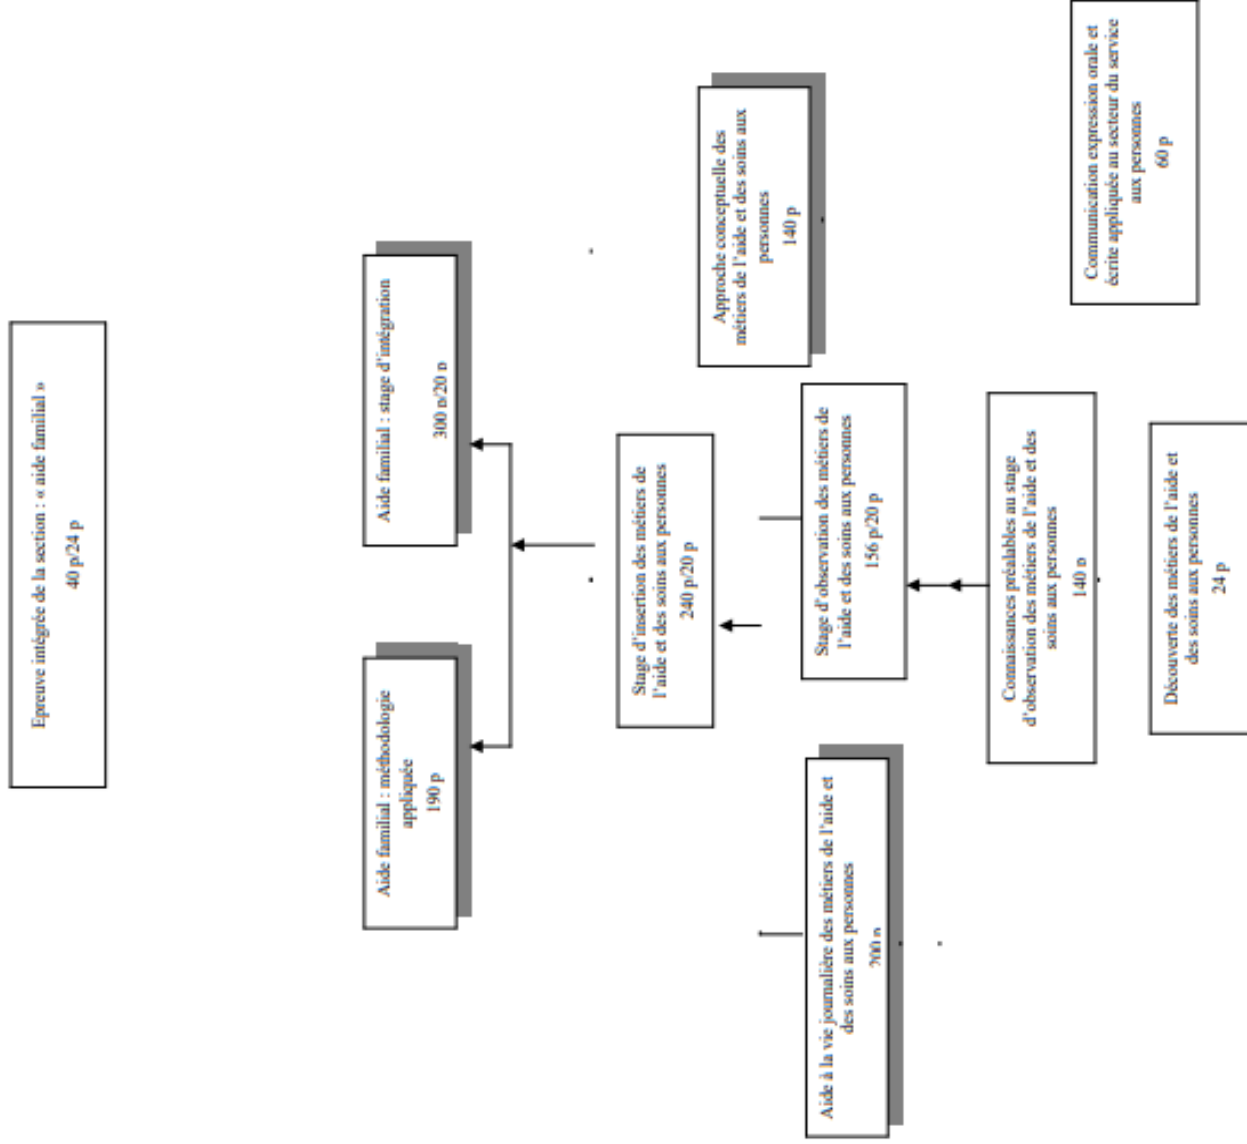 Epreuve intégrée de la section : « aide familial »
40 p/24 p
Aide familial : méthodologie
appliquée
190 p
Aide familial : stage d'intégration
300 p/20 p
Stage d'insertion des métiers de
l'aide et des soins aux personnes
240 p/20 p
Approche conceptuelle des
métiers de l'aide et des soins aux
personnes
140 p
Aide à la vie journalière des métiers de l'aide et
des soins aux personnes
200 p
Stage d'observation des métiers de
l'aide et des soins aux personnes
156 p/20 p
Connaissances préalables au stage
d'observation des métiers de l'aide et des
soins aux personnes
140 p
Communication expression orale et
écrite appliquée au secteur du service
aux personnes
60 p
Découverte des métiers de l'aide et
des soins aux personnes
24 p